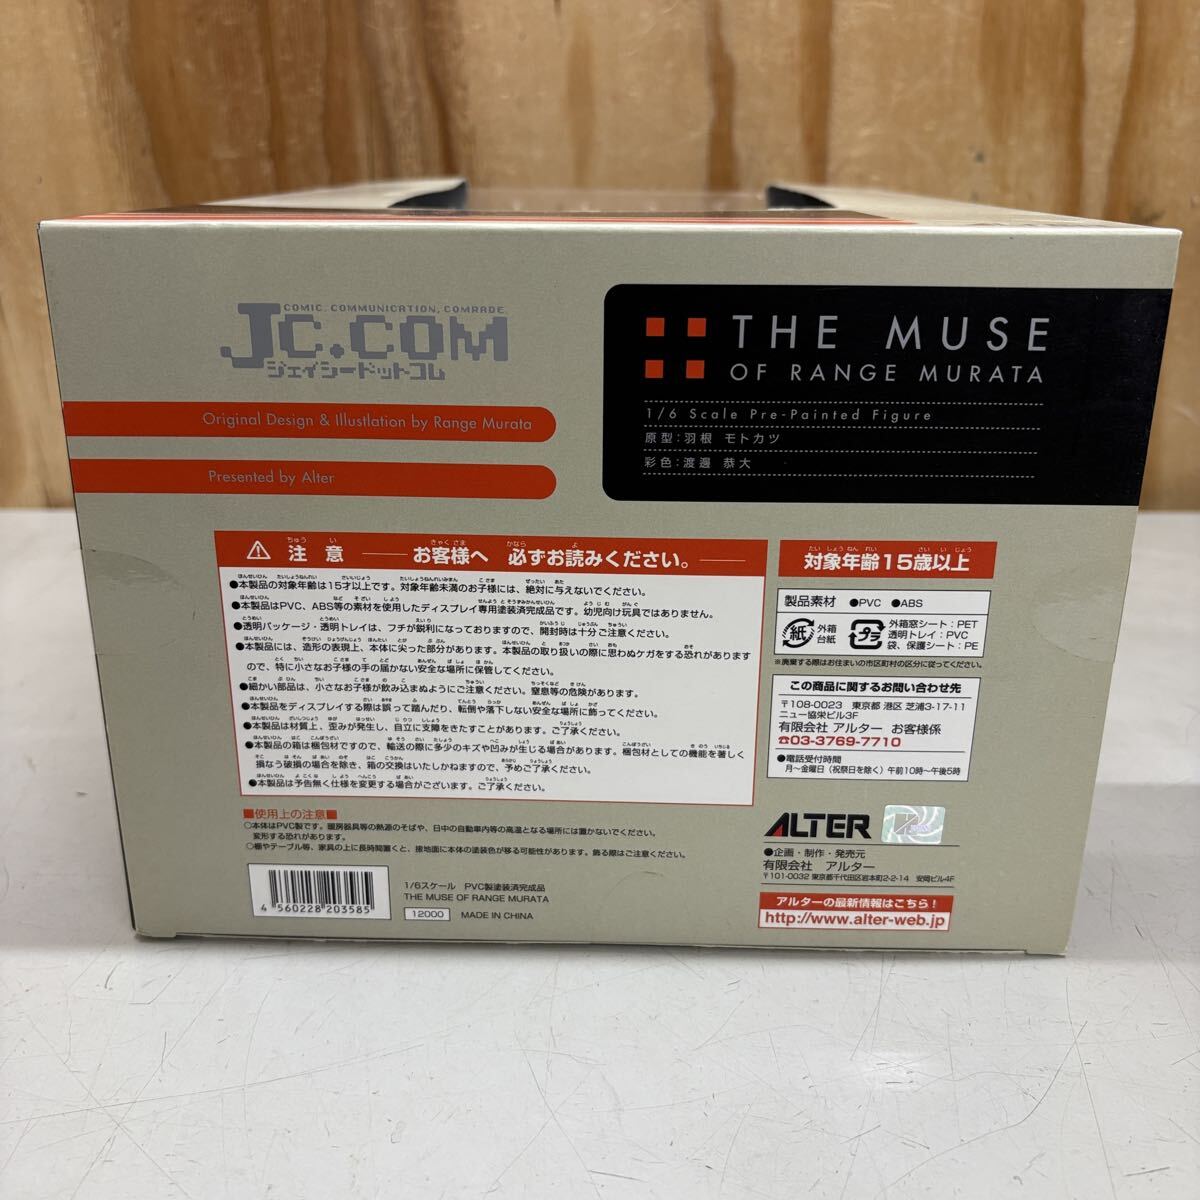 COMIC, COMMUNICATION, COMRADE
JC.COM
ジェイシードットコム
Original Design & Illustlation by Range Murata
Presented by Alter
THE MUSE
OF RANGE MURATA
1/6 Scale Pre-Painted Figure
原型:羽根 モトカツ
彩色:渡邊 恭大
注意 お客様へ 必ずお読みください。
●本製品の対象年齢は15才以上です。対象年齢未満のお子様には、絶対に与えないでください。
●本製品はPVC、ABS等の素材を使用したディスプレイ専用塗装済完成品です。幼児向け玩具ではありません。
●透明パッケージ・透明トレイは、フチが鋭利になっておりますので、開封時は十分ご注意ください。
●本製品には、造形の表現上、本体に尖った部分があります。本製品の取り扱いの際に思わぬケガをする恐れがあります
ので、特に小さなお子様の手の届かない安全な場所に保管してください。
●細かい部品は、小さなお子様が飲み込まぬようにご注意ください。窒息等の危険があります。
●本製品をディスプレイする際は誤って踏んだり、転倒や落下しない安全な場所に飾ってください。
●本製品は材質上、歪みが発生し、自立に支障をきたすことがあります。ご了承ください。
●本製品の箱は梱包材ですので、輸送の際に多少のキズや凹みが生じる場合があります。梱包材としての機能を著しく
損なう破損の場合を除き、箱の交換はいたしかねますので、予めご了承ください。
●本製品は予告無く仕様を変更する場合がございます。ご了承ください。
対象年齢15歳以上
製品素材 ●PVC ●ABS
紙 外箱 台紙
プラ 外箱窓シート:PET
透明トレイ:PVC
袋、保護シート:PE
※廃棄する際はお住まいの市区町村の区分に従ってください。
この商品に関するお問い合わせ先
〒108-0023 東京都 港区 芝浦3-17-11
ニュー協栄ビル3F
有限会社 アルター お客様係
☎03-3769-7710
●電話受付時間
月〜金曜日(祝祭日を除く)午前10時〜午後5時
■使用上の注意■
○本体はPVC製です。暖房器具等の熱源のそばや、日中の自動車内等の高温となる場所には置かないでください。
変形する恐れがあります。
○棚やテーブル等、家具の上に長時間置くと、接地面に本体の塗装色が移る可能性があります。飾る際はご注意ください。
4 560228 203585
1/6スケール PVC製塗装済完成品
THE MUSE OF RANGE MURATA
12000 MADE IN CHINA
ALTER
●企画・制作・発売元
有限会社 アルター
〒101-0032 東京都千代田区岩本町2-2-14 安岡ビル4F
アルターの最新情報はこちら!
http://www.alter-web.jp